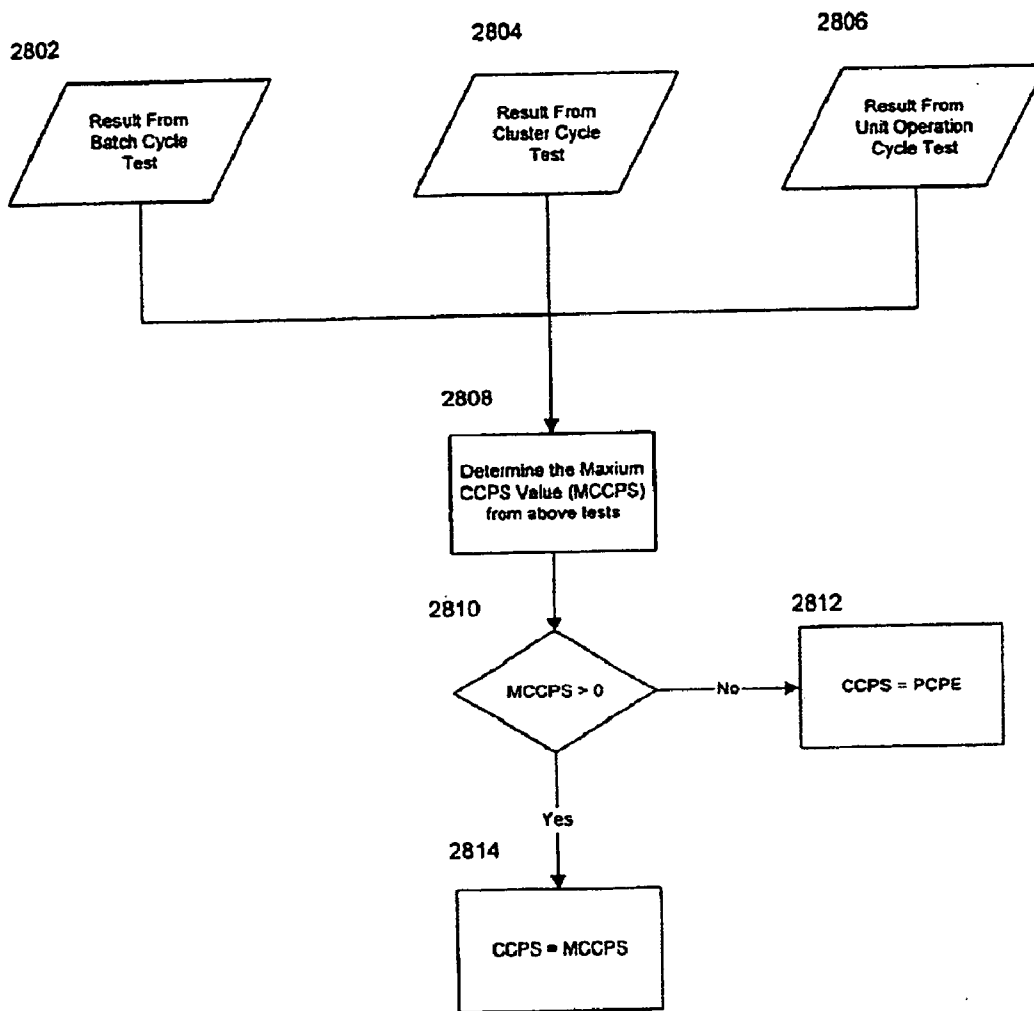 2802
2804
2806
Result From
Batch Cycle
Test
Result From
Cluster Cycle
Test
Result From
Unit Operation
Cycle Test
2808
Determine the Maxium
CCPS Value (MCCPS)
from above tests
2810
MCCPS > 0
No
2812
CCPS = PCPE
Yes
2814
CCPS = MCCPS